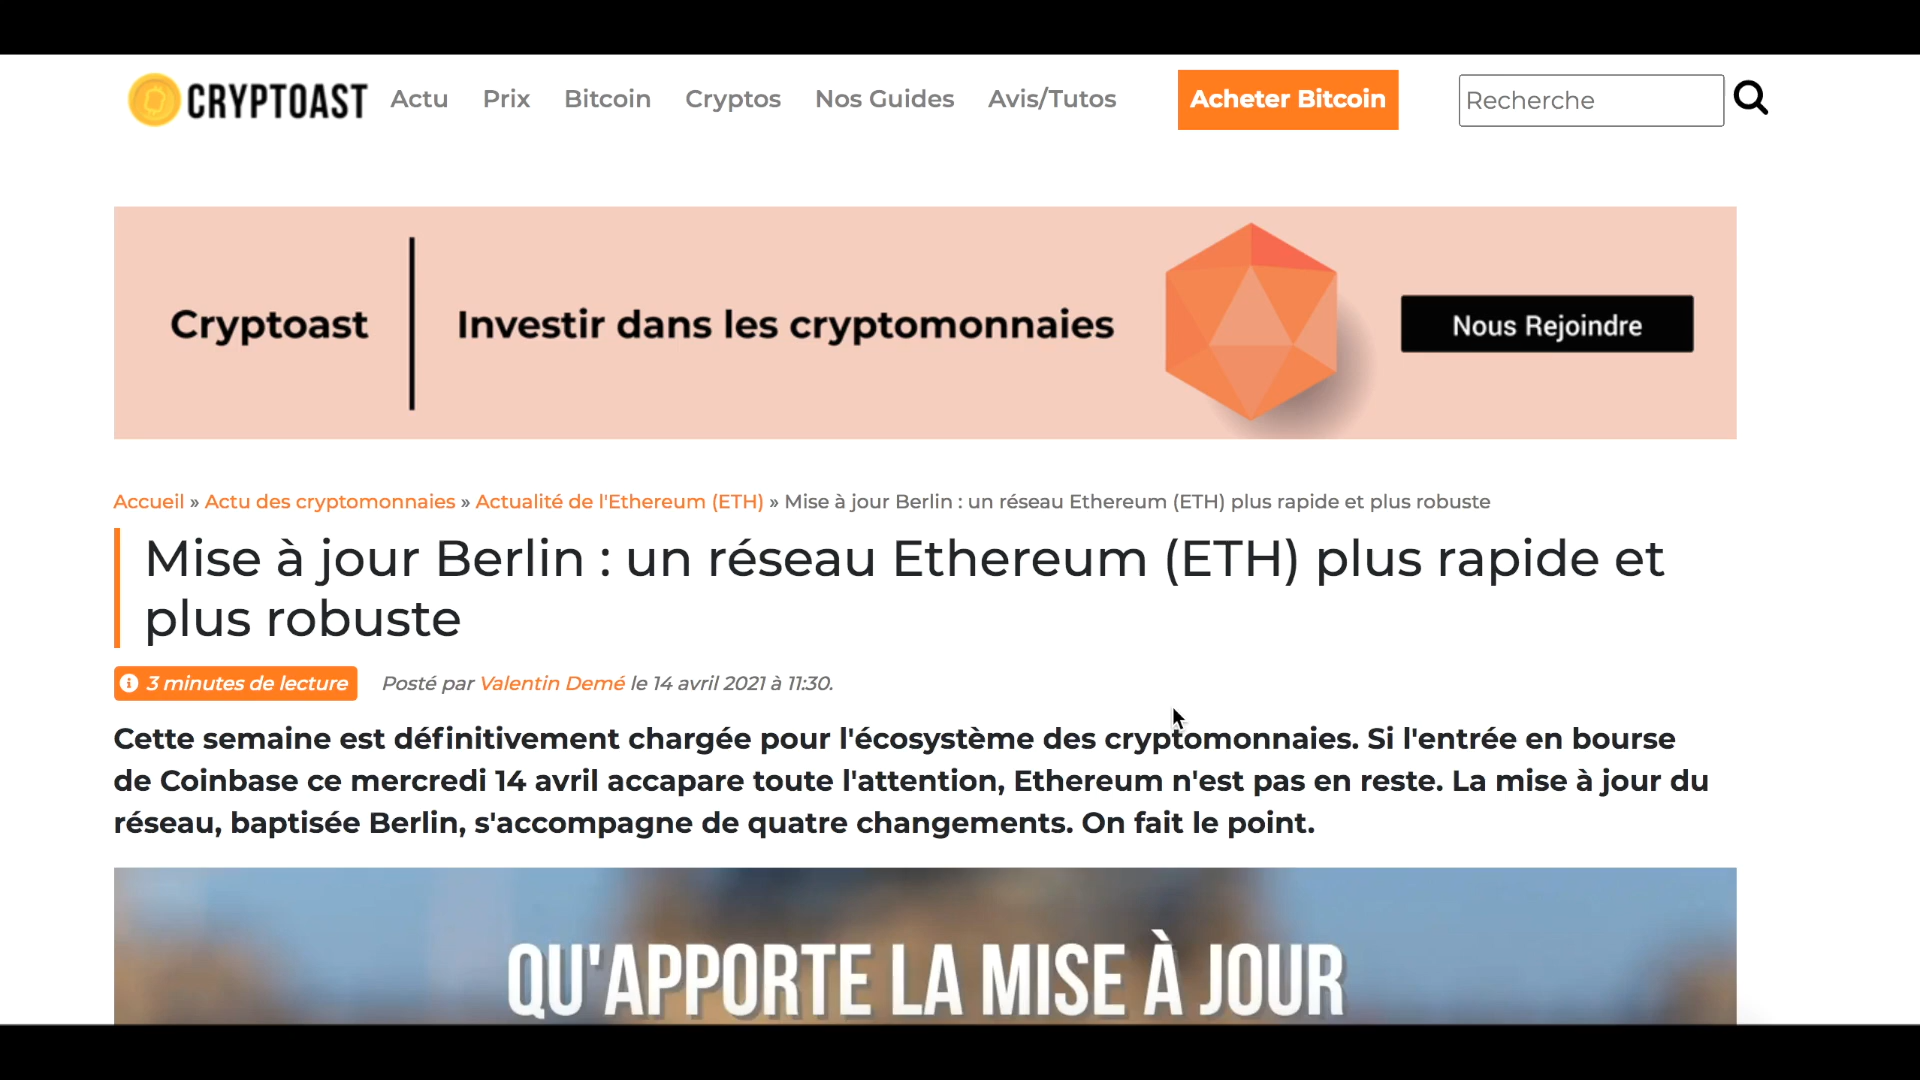 CRYPTOAST Actu Prix Bitcoin Cryptos Nos Guides Avis/Tutos Acheter Bitcoin Recherche
Cryptoast Investir dans les cryptomonnaies Nous Rejoindre
Accueil » Actu des cryptomonnaies » Actualité de l'Ethereum (ETH) » Mise à jour Berlin : un réseau Ethereum (ETH) plus rapide et plus robuste
Mise à jour Berlin : un réseau Ethereum (ETH) plus rapide et
plus robuste
3 minutes de lecture Posté par Valentin Demé le 14 avril 2021 à 11:30.
Cette semaine est définitivement chargée pour l'écosystème des cryptomonnaies. Si l'entrée en bourse
de Coinbase ce mercredi 14 avril accapare toute l'attention, Ethereum n'est pas en reste. La mise à jour du
réseau, baptisée Berlin, s'accompagne de quatre changements. On fait le point.
QU'APPORTE LA MISE À JOUR